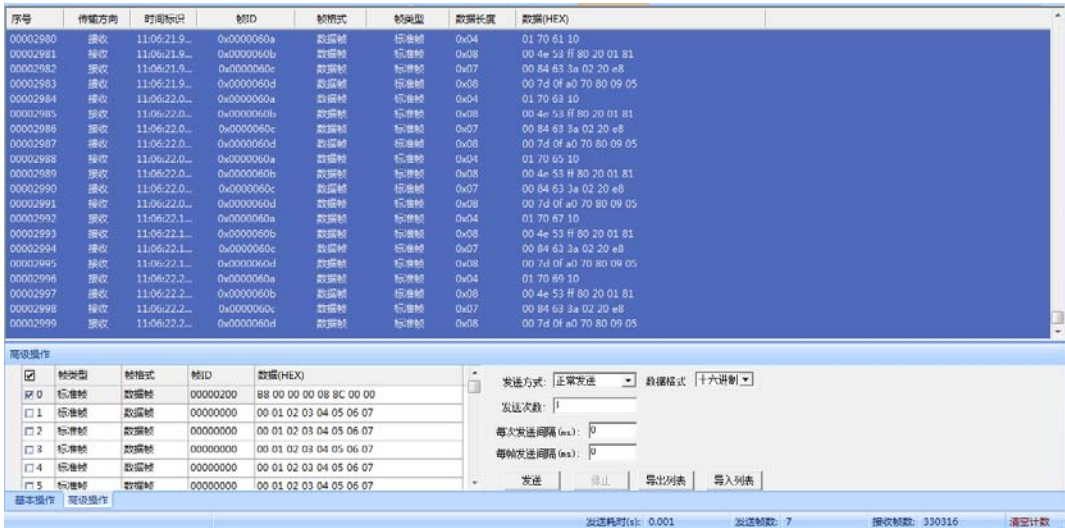 序号 传输方向 时间标识 帧ID 帧格式 帧类型 数据长度 数据(HEX)
00002980 接收 11:06:21.9... 0x0000060a 数据帧 标准帧 0x04 01 70 61 10
00002981 接收 11:06:21.9... 0x0000060b 数据帧 标准帧 0x08 00 4e 53 ff 80 20 01 81
00002982 接收 11:06:21.9... 0x0000060c 数据帧 标准帧 0x07 00 84 63 3a 02 20 e8
00002983 接收 11:06:21.9... 0x0000060d 数据帧 标准帧 0x08 00 7d 0f a0 70 80 09 05
00002984 接收 11:06:22.0... 0x0000060a 数据帧 标准帧 0x04 01 70 63 10
00002985 接收 11:06:22.0... 0x0000060b 数据帧 标准帧 0x08 00 4e 53 ff 80 20 01 81
00002986 接收 11:06:22.0... 0x0000060c 数据帧 标准帧 0x07 00 84 63 3a 02 20 e8
00002987 接收 11:06:22.0... 0x0000060d 数据帧 标准帧 0x08 00 7d 0f a0 70 80 09 05
00002988 接收 11:06:22.0... 0x0000060a 数据帧 标准帧 0x04 01 70 65 10
00002989 接收 11:06:22.0... 0x0000060b 数据帧 标准帧 0x08 00 4e 53 ff 80 20 01 81
00002990 接收 11:06:22.0... 0x0000060c 数据帧 标准帧 0x07 00 84 63 3a 02 20 e8
00002991 接收 11:06:22.0... 0x0000060d 数据帧 标准帧 0x08 00 7d 0f a0 70 80 09 05
00002992 接收 11:06:22.1... 0x0000060a 数据帧 标准帧 0x04 01 70 67 10
00002993 接收 11:06:22.1... 0x0000060b 数据帧 标准帧 0x08 00 4e 53 ff 80 20 01 81
00002994 接收 11:06:22.1... 0x0000060c 数据帧 标准帧 0x07 00 84 63 3a 02 20 e8
00002995 接收 11:06:22.1... 0x0000060d 数据帧 标准帧 0x08 00 7d 0f a0 70 80 09 05
00002996 接收 11:06:22.2... 0x0000060a 数据帧 标准帧 0x04 01 70 69 10
00002997 接收 11:06:22.2... 0x0000060b 数据帧 标准帧 0x08 00 4e 53 ff 80 20 01 81
00002998 接收 11:06:22.2... 0x0000060c 数据帧 标准帧 0x07 00 84 63 3a 02 20 e8
00002999 接收 11:06:22.2... 0x0000060d 数据帧 标准帧 0x08 00 7d 0f a0 70 80 09 05
高级操作
帧类型 帧格式 帧ID 数据(HEX)
0 标准帧 数据帧 00000200 B8 00 00 00 08 8C 00 00
1 标准帧 数据帧 00000000 00 01 02 03 04 05 06 07
2 标准帧 数据帧 00000000 00 01 02 03 04 05 06 07
3 标准帧 数据帧 00000000 00 01 02 03 04 05 06 07
4 标准帧 数据帧 00000000 00 01 02 03 04 05 06 07
5 标准帧 数据帧 00000000 00 01 02 03 04 05 06 07
发送方式: 正常发送 数据格式 十六进制
发送次数: 1
每次发送间隔(ms): 0
每帧发送间隔(ms): 0
发送 停止 导出列表 导入列表
基本操作 高级操作
发送耗时(s): 0.001 发送帧数: 7 接收帧数: 330316 清空计数